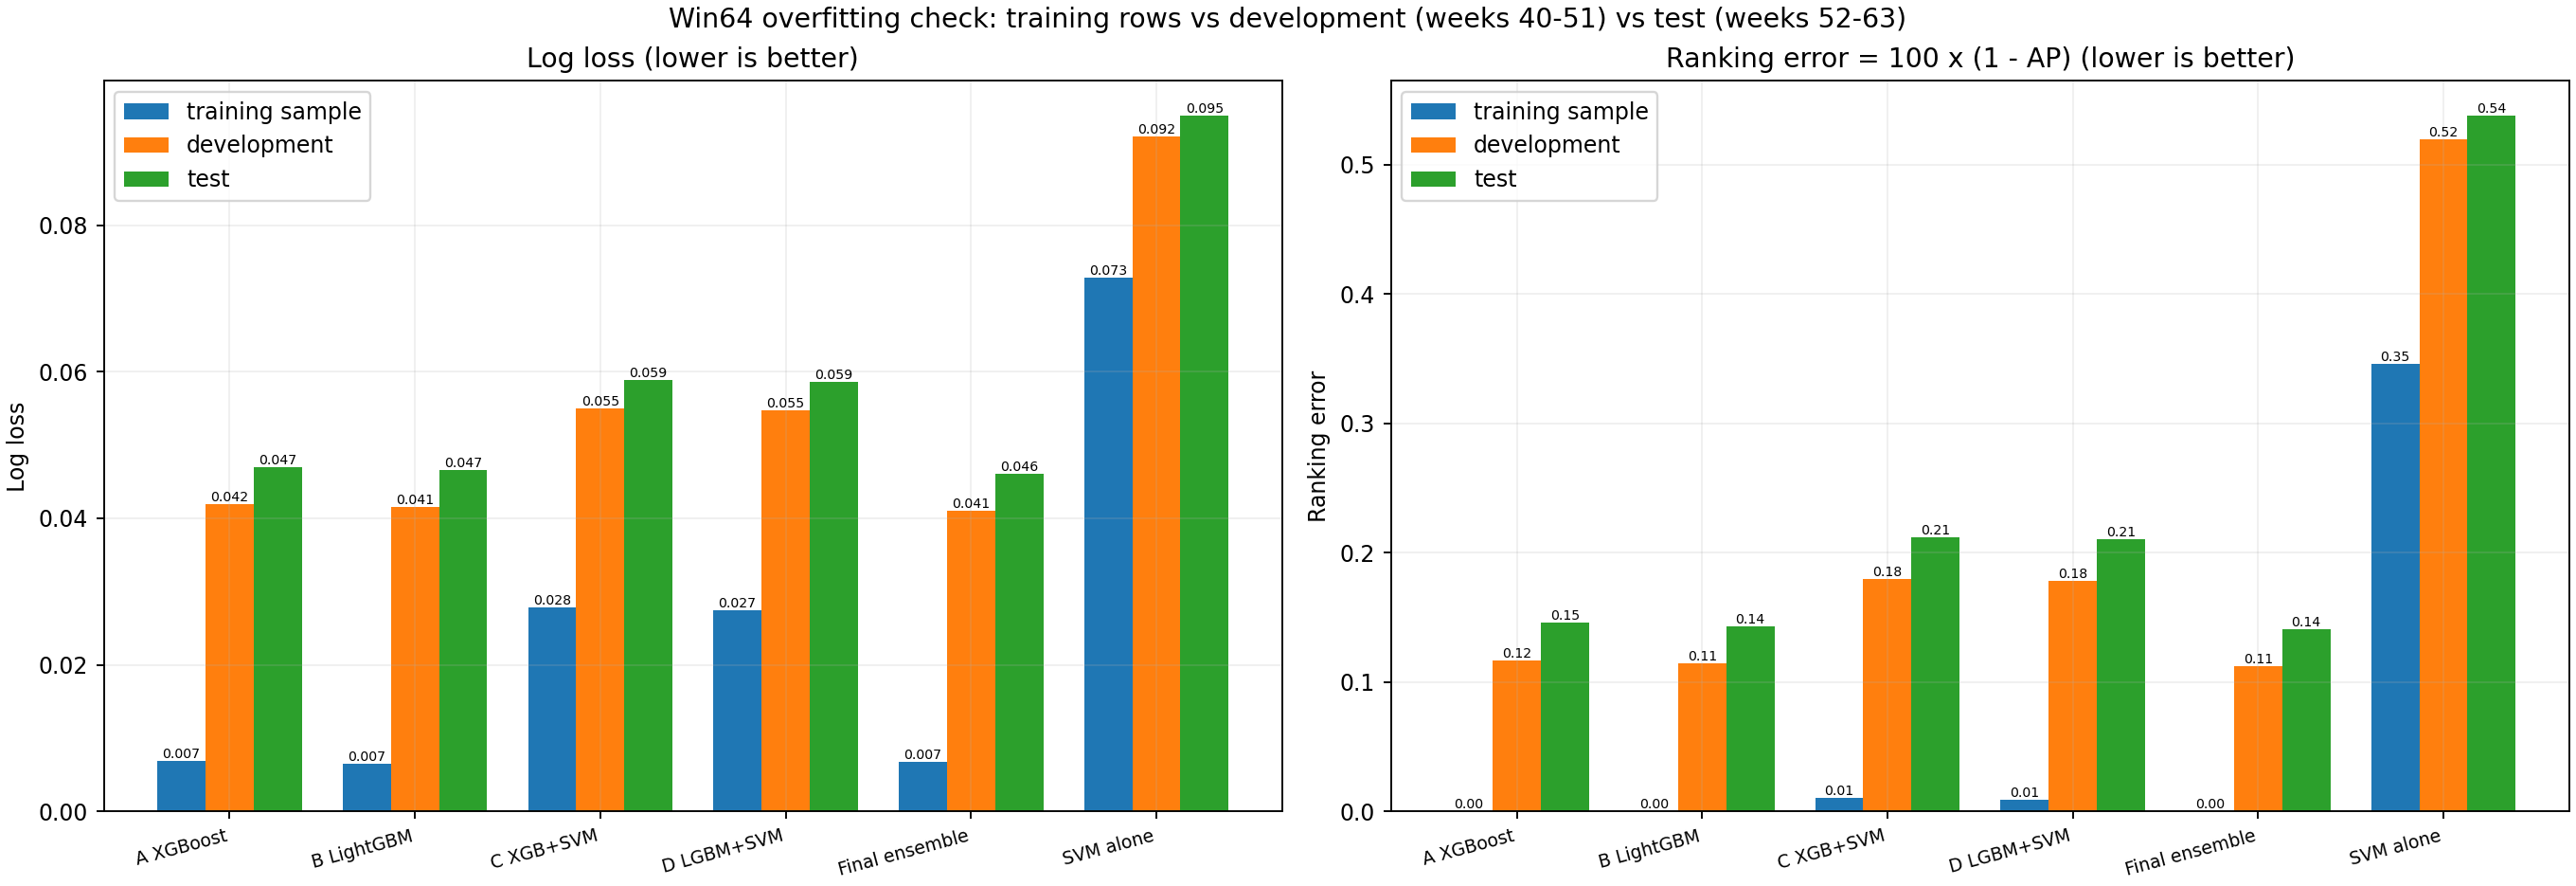 Win64 overfitting check: training rows vs development (weeks 40-51) vs test (weeks 52-63)
Log loss (lower is better)
training sample
development
test
Log loss
0.08
0.06
0.04
0.02
0.00
0.007
0.042
0.047
0.007
0.041
0.047
0.028
0.055
0.059
0.027
0.055
0.059
0.007
0.041
0.046
0.073
0.092
0.095
A XGBoost
B LightGBM
C XGB+SVM
D LGBM+SVM
Final ensemble
SVM alone
Ranking error = 100 x (1 - AP) (lower is better)
training sample
development
test
Ranking error
0.5
0.4
0.3
0.2
0.1
0.0
0.00
0.12
0.15
0.00
0.11
0.14
0.01
0.18
0.21
0.01
0.18
0.21
0.00
0.11
0.14
0.35
0.52
0.54
A XGBoost
B LightGBM
C XGB+SVM
D LGBM+SVM
Final ensemble
SVM alone